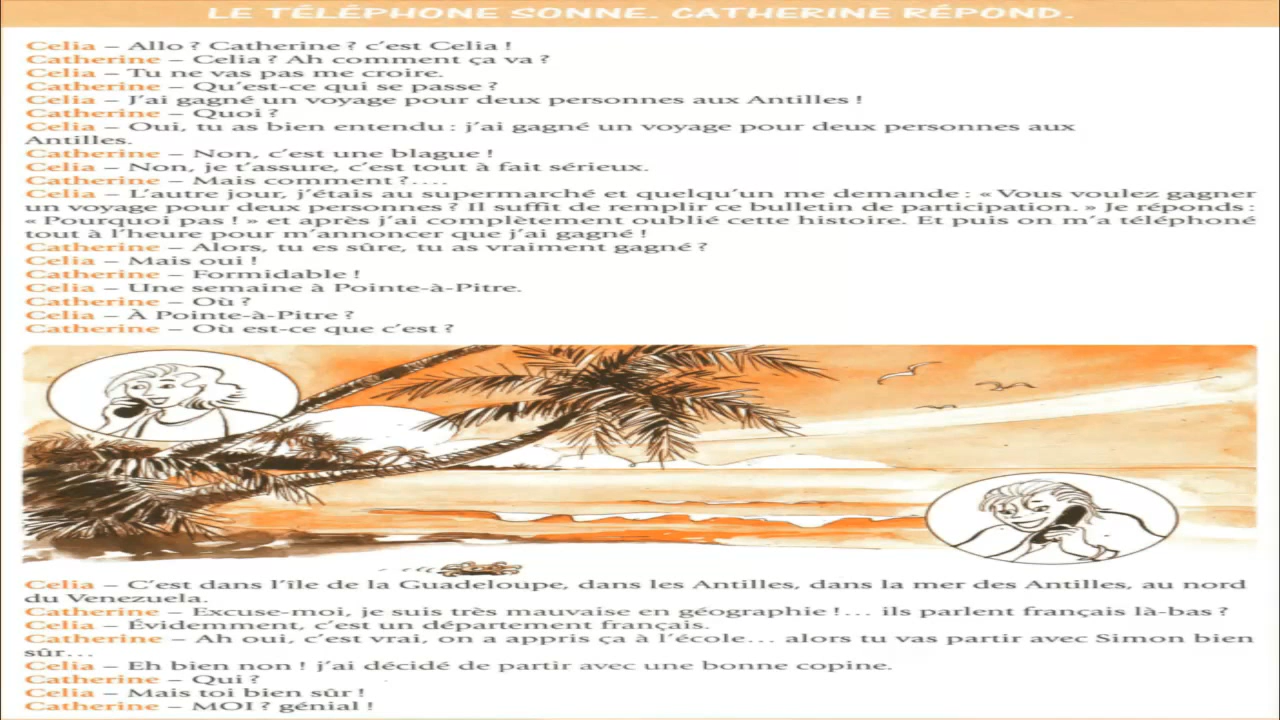 LE TÉLÉPHONE SONNE. CATHERINE RÉPOND.
Celia – Allo ? Catherine ? c'est Celia !
Catherine – Celia ? Ah comment ça va ?
Celia – Tu ne vas pas me croire.
Catherine – Qu'est-ce qui se passe ?
Celia – J'ai gagné un voyage pour deux personnes aux Antilles !
Catherine – Quoi ?
Celia – Oui, tu as bien entendu : j'ai gagné un voyage pour deux personnes aux
Antilles.
Catherine – Non, c'est une blague !
Celia – Non, je t'assure, c'est tout à fait sérieux.
Catherine – Mais comment ?....
Celia – L'autre jour, j'étais au supermarché et quelqu'un me demande : « Vous voulez gagner
un voyage pour deux personnes ? Il suffit de remplir ce bulletin de participation. » Je réponds :
« Pourquoi pas ! » et après j'ai complètement oublié cette histoire. Et puis on m'a téléphoné
tout à l'heure pour m'annoncer que j'ai gagné !
Catherine – Alors, tu es sûre, tu as vraiment gagné ?
Celia – Mais oui !
Catherine – Formidable !
Celia – Une semaine à Pointe-à-Pitre.
Catherine – Où ?
Celia – À Pointe-à-Pitre ?
Catherine – Où est-ce que c'est ?
Celia – C'est dans l'île de la Guadeloupe, dans les Antilles, dans la mer des Antilles, au nord
du Venezuela.
Catherine – Excuse-moi, je suis très mauvaise en géographie !... ils parlent français là-bas ?
Celia – Évidemment, c'est un département français.
Catherine – Ah oui, c'est vrai, on a appris ça à l'école... alors tu vas partir avec Simon bien
sûr...
Celia – Eh bien non ! j'ai décidé de partir avec une bonne copine.
Catherine – Qui ?
Celia – Mais toi bien sûr !
Catherine – MOI ? génial !